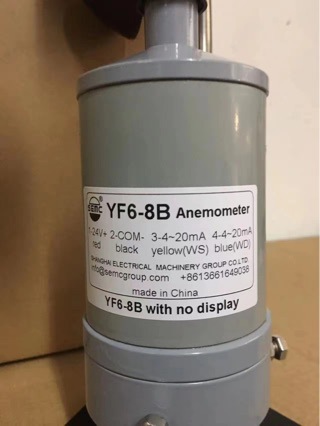 SEMC YF6-8B Anemometer
1-24V+ 2-COM- 3-4~20mA 4-4~20mA
red black yellow(WS) blue(WD)
SHANGHAI ELECTRICAL MACHINERY GROUP CO.LTD.
info@semcgroup.com +8613661649038
made in China
YF6-8B with no display